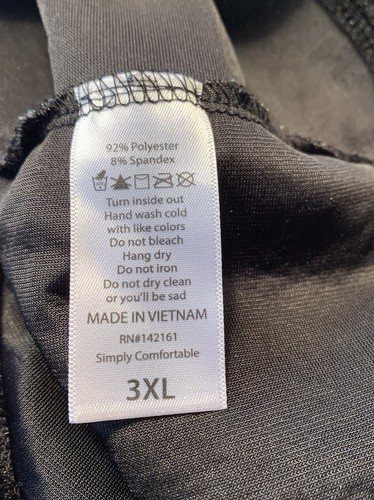 92% Polyester
8% Spandex
Turn inside out
Hand wash cold
with like colors
Do not bleach
Hang dry
Do not iron
Do not dry clean
or you'll be sad
MADE IN VIETNAM
RN#142161
Simply Comfortable
3XL